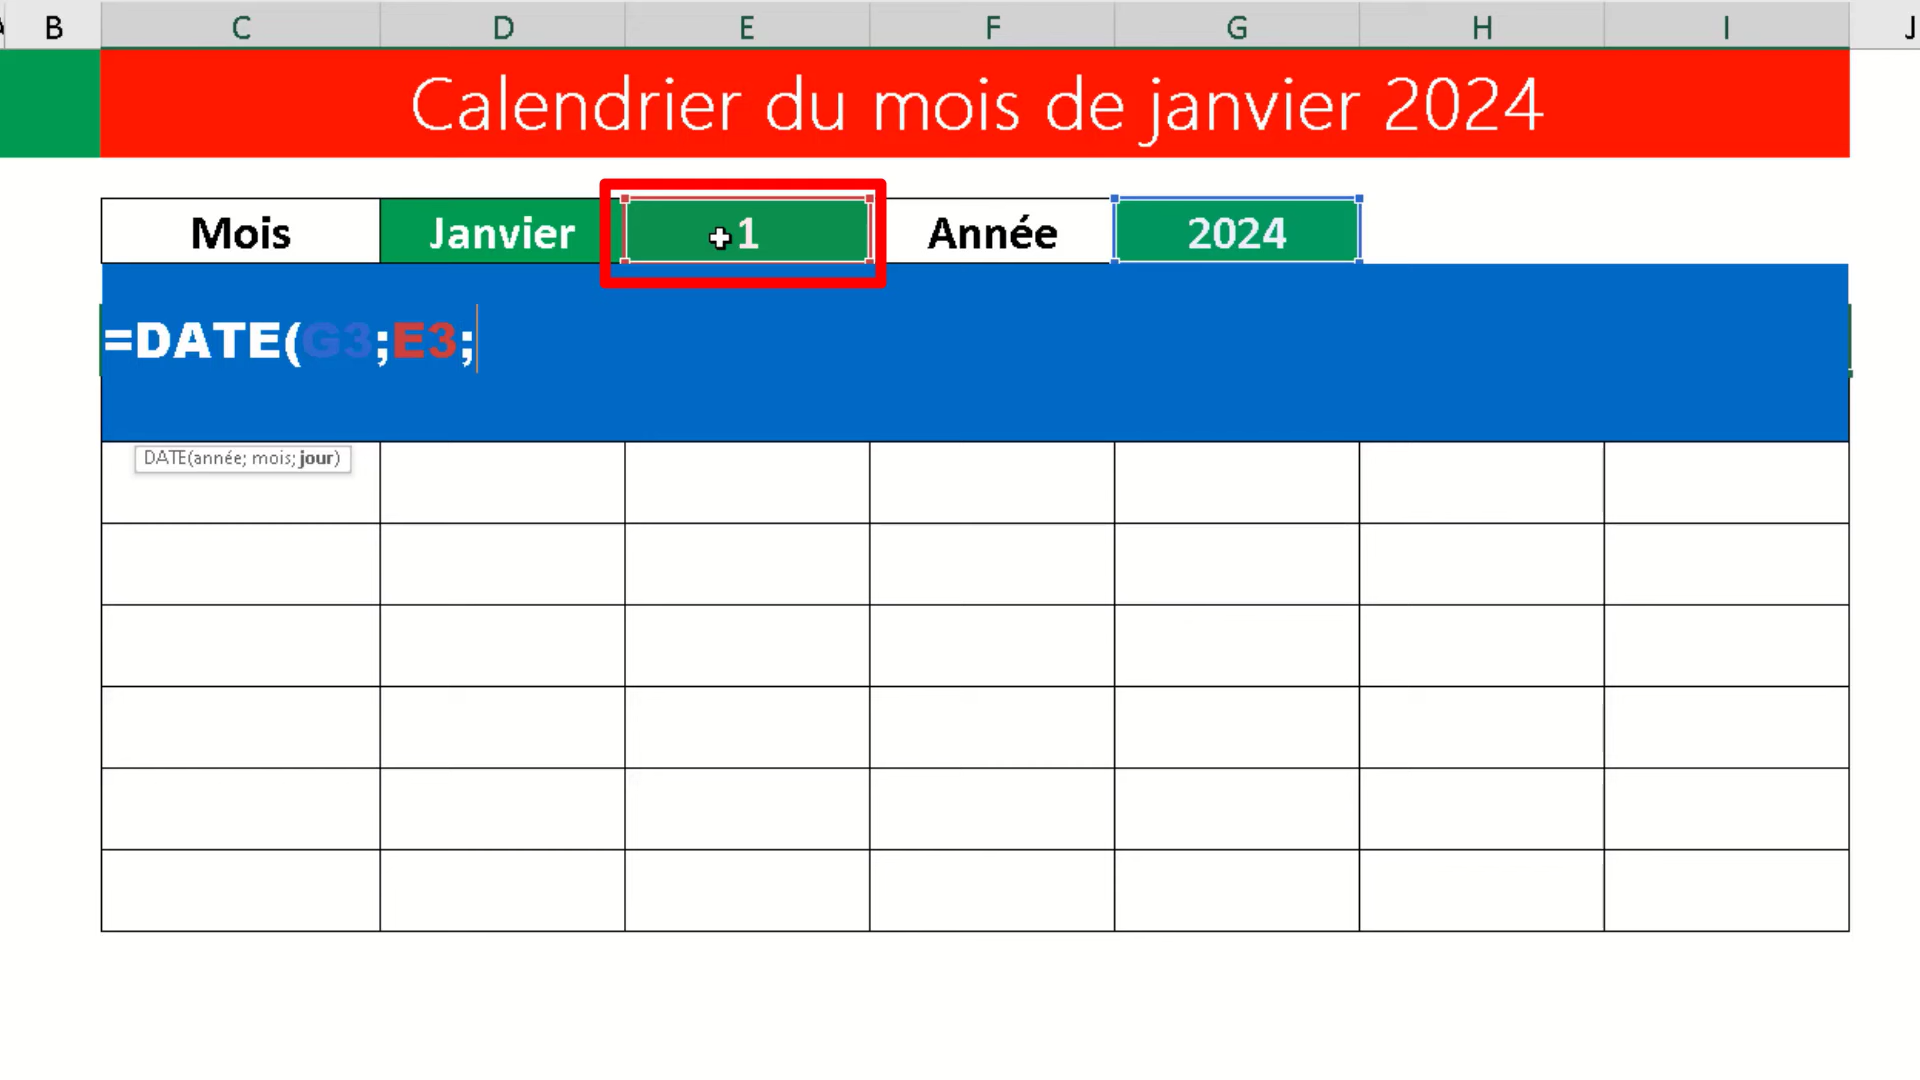 B C D E F G H I J
Calendrier du mois de janvier 2024
Mois Janvier 1 Année 2024
=DATE(G3;E3;
DATE(année; mois; jour)